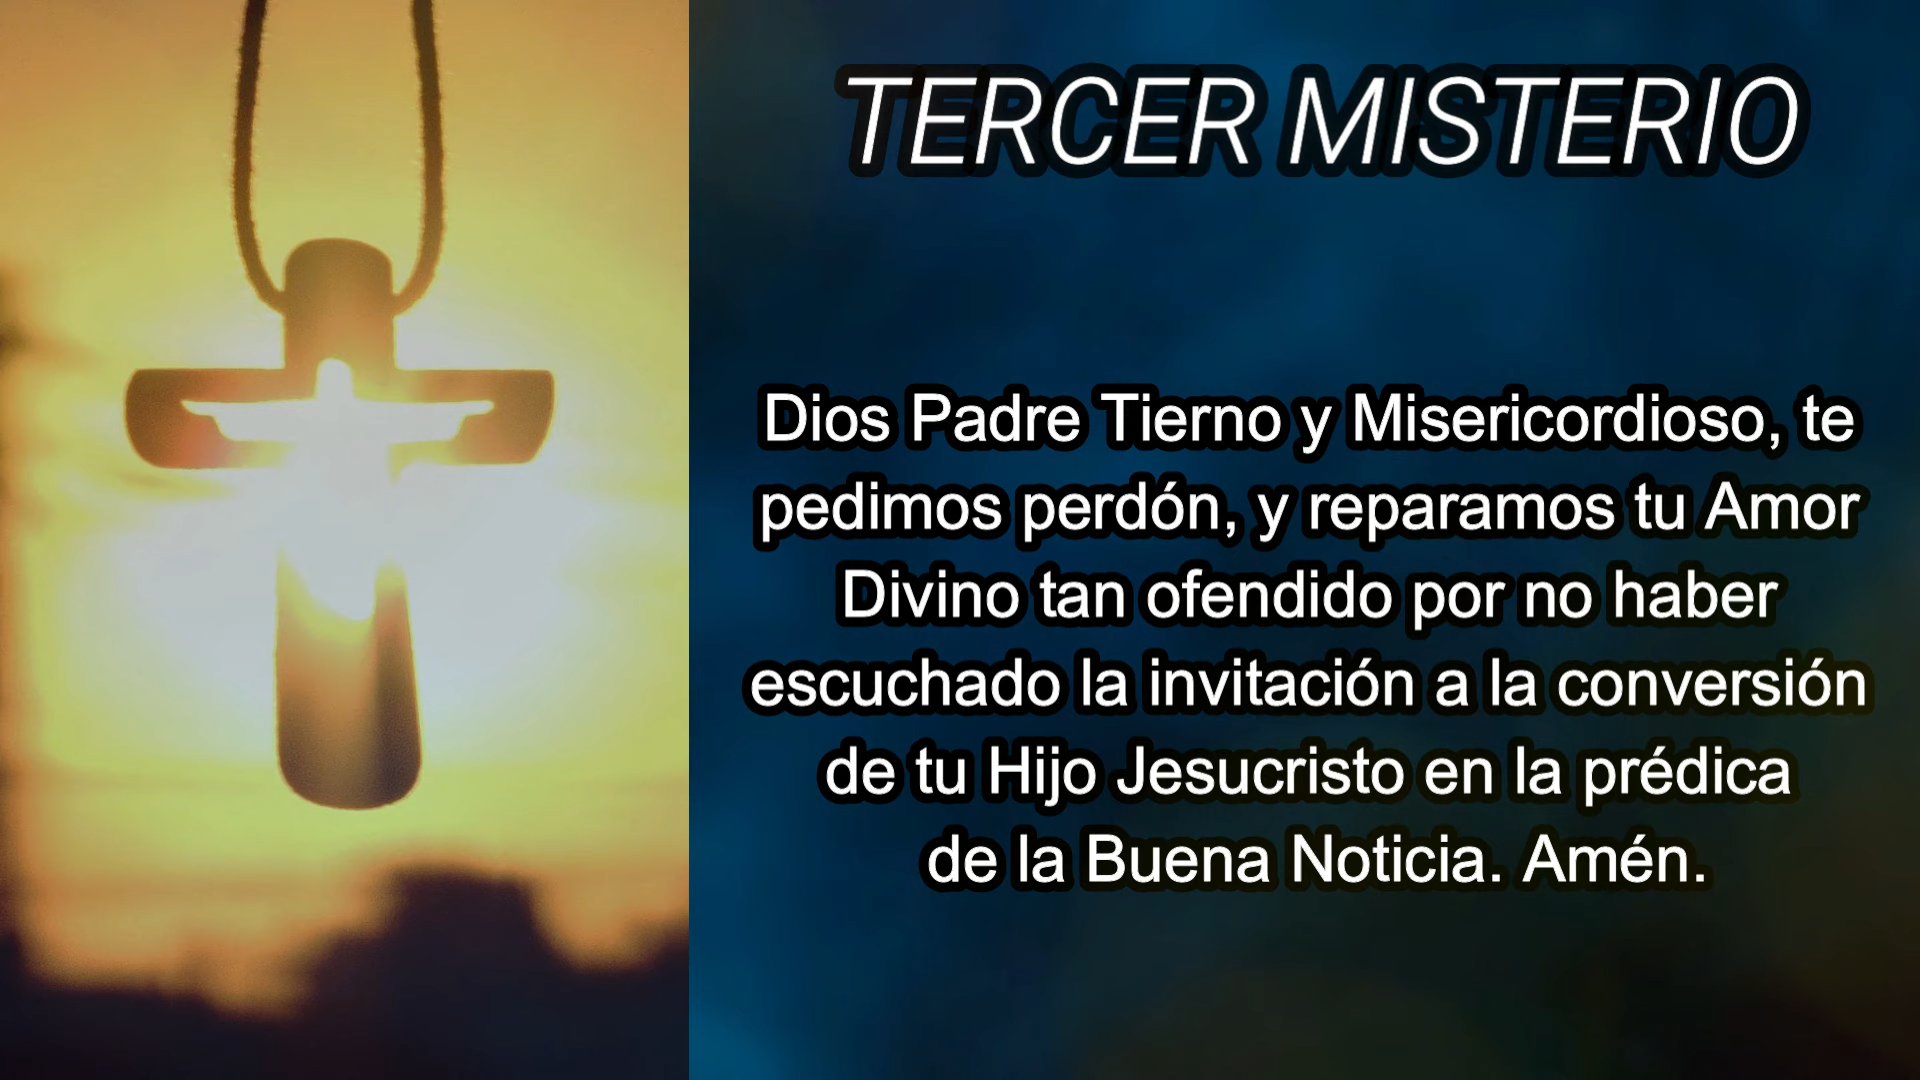 TERCER MISTERIO
Dios Padre Tierno y Misericordioso, te
pedimos perdón, y reparamos tu Amor
Divino tan ofendido por no haber
escuchado la invitación a la conversión
de tu Hijo Jesucristo en la prédica
de la Buena Noticia. Amén.